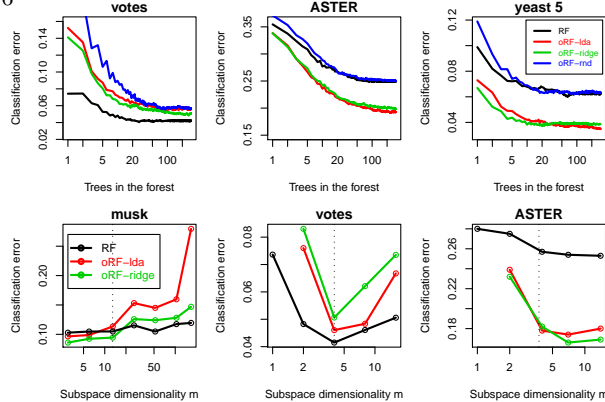 votes ASTER yeast 5
Classification error
0.02 0.06 0.10 0.14
1 5 20 100
Trees in the forest
Classification error
0.15 0.25 0.35
1 5 20 100
Trees in the forest
Classification error
0.04 0.08 0.12
1 5 20 100
Trees in the forest
RF
oRF−lda
oRF−ridge
oRF−rnd
musk votes ASTER
Classification error
0.10 0.20
5 10 50
Subspace dimensionality m
RF
oRF−lda
oRF−ridge
Classification error
0.04 0.06 0.08
1 2 5 10
Subspace dimensionality m
Classification error
0.18 0.22 0.26
1 2 5 10
Subspace dimensionality m